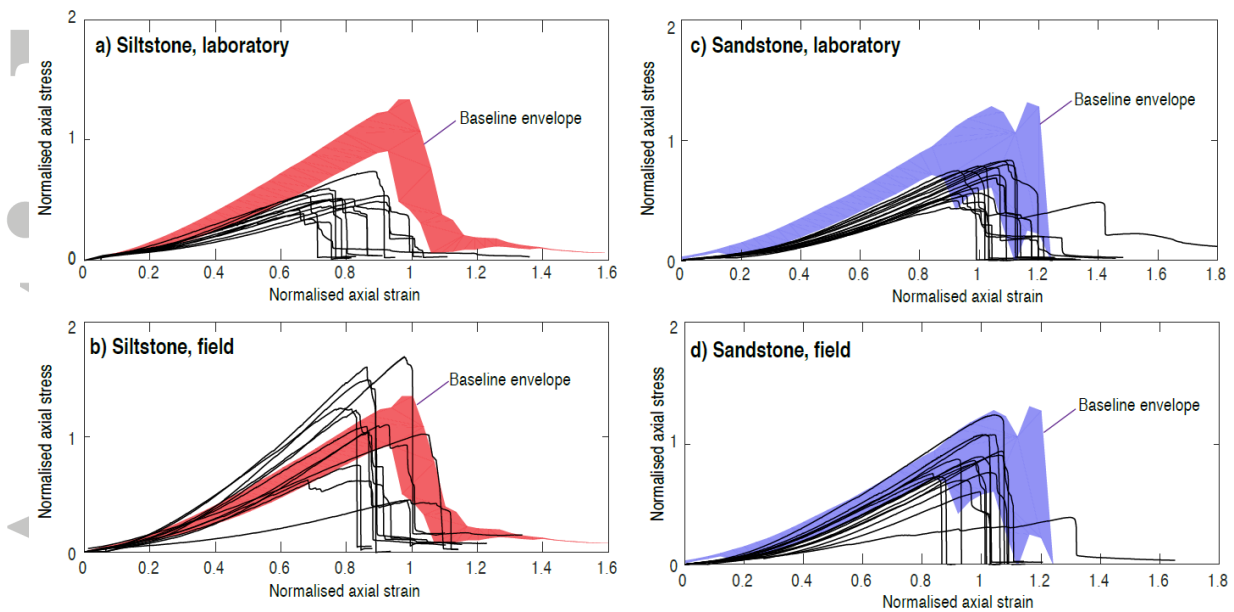 2
a) Siltstone, laboratory
Baseline envelope
1
Normalised axial stress
0
0 0.2 0.4 0.6 0.8 1.0 1.2 1.4 1.6
Normalised axial strain
2
c) Sandstone, laboratory
Baseline envelope
1
Normalised axial stress
0
0 0.2 0.4 0.6 0.8 1.0 1.2 1.4 1.6 1.8
Normalised axial strain
2
b) Siltstone, field
Baseline envelope
1
Normalised axial stress
0
0 0.2 0.4 0.6 0.8 1.0 1.2 1.4 1.6
Normalised axial strain
2
d) Sandstone, field
Baseline envelope
1
Normalised axial stress
0
0 0.2 0.4 0.6 0.8 1 1.2 1.4 1.6 1.8
Normalised axial strain